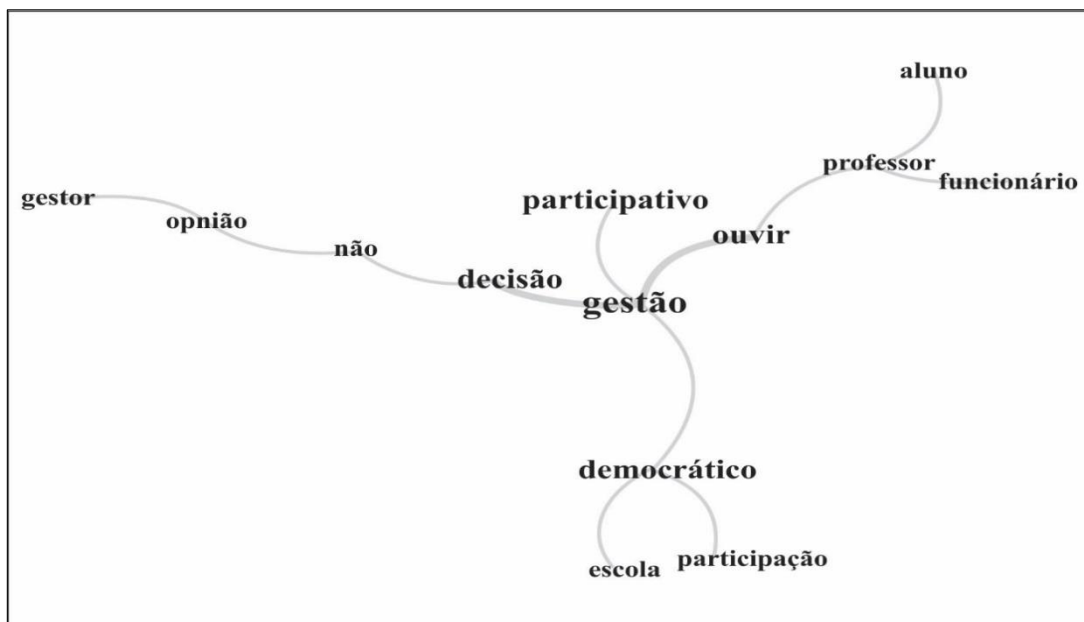 aluno
professor
funcionário
gestor
participativo
opnião
ouvir
não
decisão
gestão
democrático
participação
escola